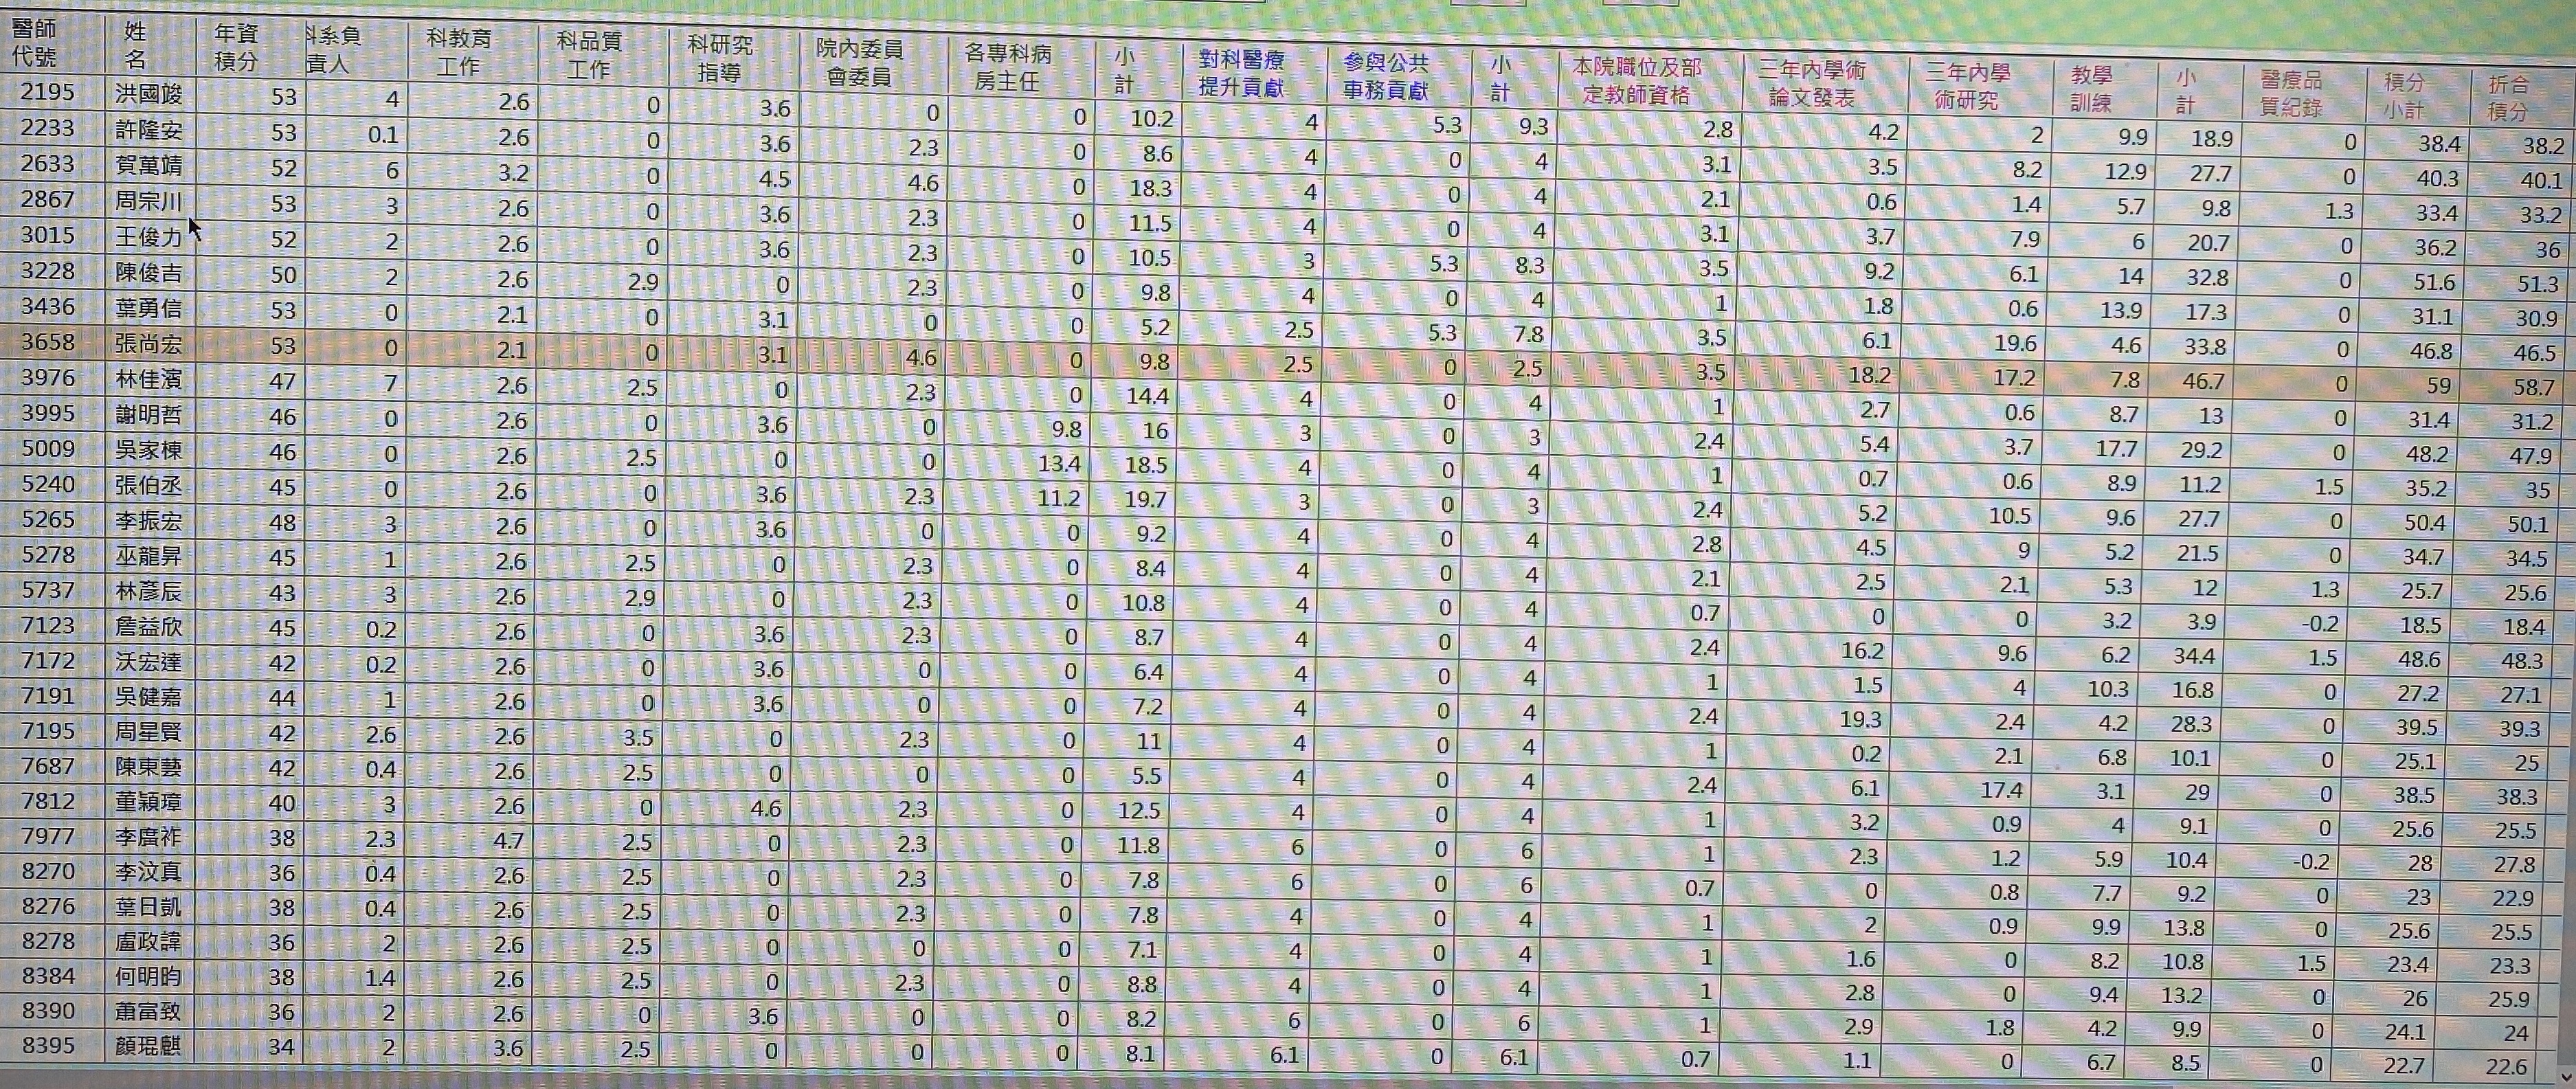 醫師代號 姓名 年資積分 科系負責人 科教育工作 科品質工作 科研究指導 院內委員會委員 各專科病房主任 小計 對科醫療提升貢獻 參與公共事務貢獻 小計 本院職位及部定教師資格 三年內學術論文發表 三年內學術研究 教學訓練 小計 醫療品質紀錄 積分小計 折合積分
2195 洪國竣 53 4 2.6 0 3.6 0 0 10.2 4 5.3 9.3 2.8 4.2 2 9.9 18.9 0 38.4 38.2
2233 許隆安 53 0.1 2.6 0 3.6 2.3 0 8.6 4 0 4 3.1 3.5 8.2 12.9 27.7 0 40.3 40.1
2633 賀萬靖 52 6 3.2 0 4.5 4.6 0 18.3 4 0 4 2.1 0.6 1.4 5.7 9.8 1.3 33.4 33.2
2867 周宗川 53 3 2.6 0 3.6 2.3 0 11.5 4 0 4 3.1 3.7 7.9 6 20.7 0 36.2 36
3015 王俊力 52 2 2.6 0 3.6 2.3 0 10.5 3 5.3 8.3 3.5 9.2 6.1 14 32.8 0 51.6 51.3
3228 陳俊吉 50 2 2.6 2.9 0 2.3 0 9.8 4 0 4 1 1.8 0.6 13.9 17.3 0 31.1 30.9
3436 葉勇信 53 0 2.1 0 3.1 0 0 5.2 2.5 5.3 7.8 3.5 6.1 19.6 4.6 33.8 0 46.8 46.5
3658 張尚宏 53 0 2.1 0 3.1 4.6 0 9.8 2.5 0 2.5 3.5 18.2 17.2 7.8 46.7 0 59 58.7
3976 林佳濱 47 7 2.6 2.5 0 2.3 0 14.4 4 0 4 1 2.7 0.6 8.7 13 0 31.4 31.2
3995 謝明哲 46 0 2.6 0 3.6 0 9.8 16 3 0 3 2.4 5.4 3.7 17.7 29.2 0 48.2 47.9
5009 吳家棟 46 0 2.6 2.5 0 0 13.4 18.5 4 0 4 1 0.7 0.6 8.9 11.2 1.5 35.2 35
5240 張伯丞 45 0 2.6 0 3.6 2.3 11.2 19.7 3 0 3 2.4 5.2 10.5 9.6 27.7 0 50.4 50.1
5265 李振宏 48 3 2.6 0 3.6 0 0 9.2 4 0 4 2.8 4.5 9 5.2 21.5 0 34.7 34.5
5278 巫龍昇 45 1 2.6 2.5 0 2.3 0 8.4 4 0 4 2.1 2.5 2.1 5.3 12 1.3 25.7 25.6
5737 林彥辰 43 3 2.6 2.9 0 2.3 0 10.8 4 0 4 0.7 0 0 3.2 3.9 -0.2 18.5 18.4
7123 詹益欣 45 0.2 2.6 0 3.6 2.3 0 8.7 4 0 4 2.4 16.2 9.6 6.2 34.4 1.5 48.6 48.3
7172 沃宏達 42 0.2 2.6 0 3.6 0 0 6.4 4 0 4 1 1.5 4 10.3 16.8 0 27.2 27.1
7191 吳健嘉 44 1 2.6 0 3.6 0 0 7.2 4 0 4 2.4 19.3 2.4 4.2 28.3 0 39.5 39.3
7195 周星賢 42 2.6 2.6 3.5 0 2.3 0 11 4 0 4 1 0.2 2.1 6.8 10.1 0 25.1 25
7687 陳東藝 42 0.4 2.6 2.5 0 0 0 5.5 4 0 4 2.4 6.1 17.4 3.1 29 0 38.5 38.3
7812 董穎璋 40 3 2.6 0 4.6 2.3 0 12.5 4 0 4 1 3.2 0.9 4 9.1 0 25.6 25.5
7977 李廣祚 38 2.3 4.7 2.5 0 2.3 0 11.8 6 0 6 1 2.3 1.2 5.9 10.4 -0.2 28 27.8
8270 李汶真 36 0.4 2.6 2.5 0 2.3 0 7.8 6 0 6 0.7 0 0.8 7.7 9.2 0 23 22.9
8276 葉日凱 38 0.4 2.6 2.5 0 2.3 0 7.8 4 0 4 1 2 0.9 9.9 13.8 0 25.6 25.5
8278 盧政諱 36 2 2.6 2.5 0 0 0 7.1 4 0 4 1 1.6 0 8.2 10.8 1.5 23.4 23.3
8384 何明昀 38 1.4 2.6 2.5 0 2.3 0 8.8 4 0 4 1 2.8 0 9.4 13.2 0 26 25.9
8390 蕭富致 36 2 2.6 0 3.6 0 0 8.2 6 0 6 1 2.9 1.8 4.2 9.9 0 24.1 24
8395 顏琨麒 34 2 3.6 2.5 0 0 0 8.1 6.1 0 6.1 0.7 1.1 0 6.7 8.5 0 22.7 22.6